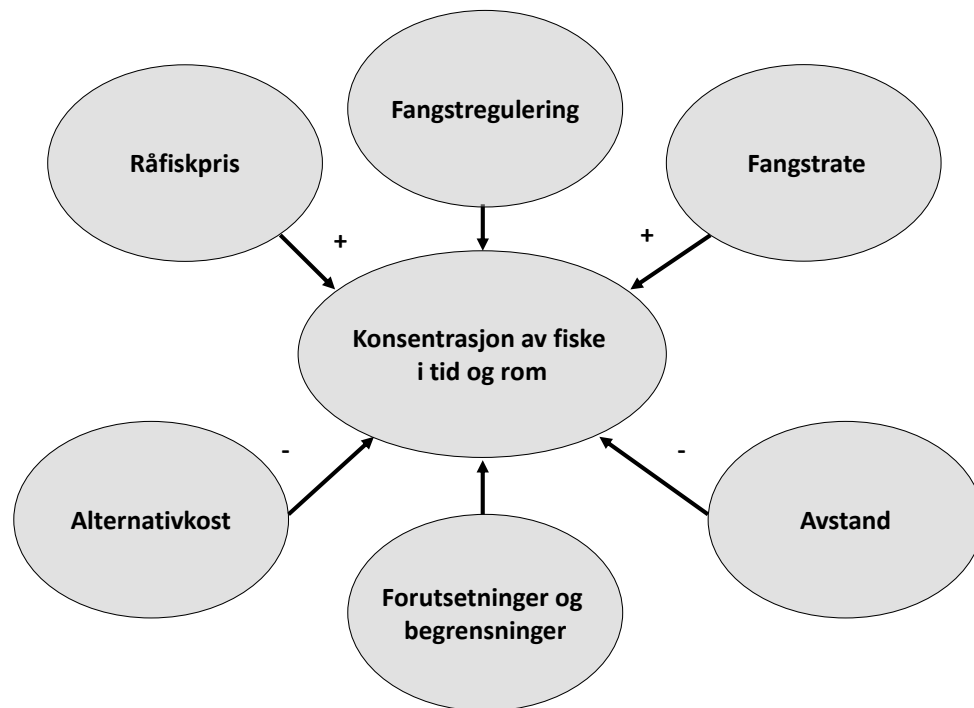 Fangstregulering
Råfiskpris
Fangstrate
+
+
Konsentrasjon av fiske
i tid og rom
-
-
Alternativkost
Avstand
Forutsetninger og
begrensninger